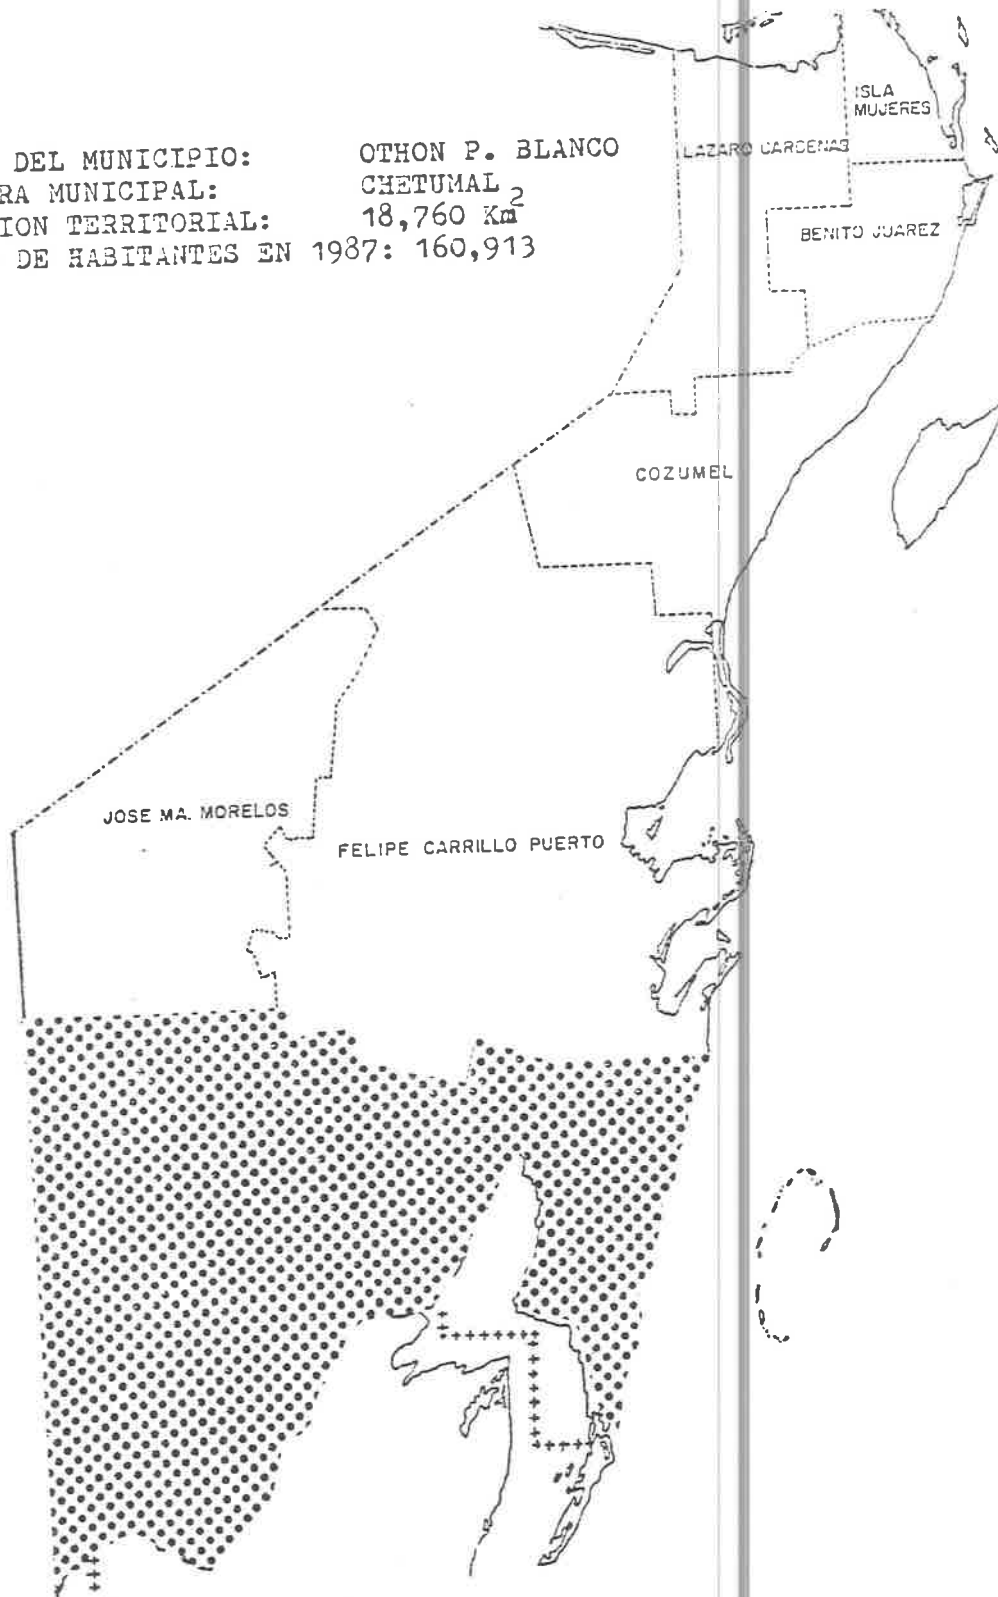 DEL MUNICIPIO: OTHON P. BLANCO
RA MUNICIPAL: CHETUMAL
ION TERRITORIAL: 18,760 Km²
DE HABITANTES EN 1987: 160,913
ISLA
MUJERES
LAZARO CARDENAS
BENITO JUAREZ
COZUMEL
JOSE MA. MORELOS
FELIPE CARRILLO PUERTO